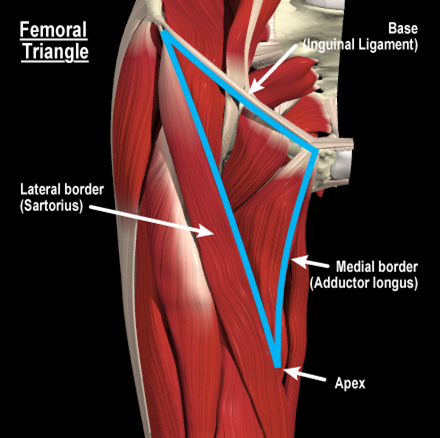 Femoral
Triangle
Base
(Inguinal Ligament)
Lateral border
(Sartorius)
Medial border
(Adductor longus)
Apex